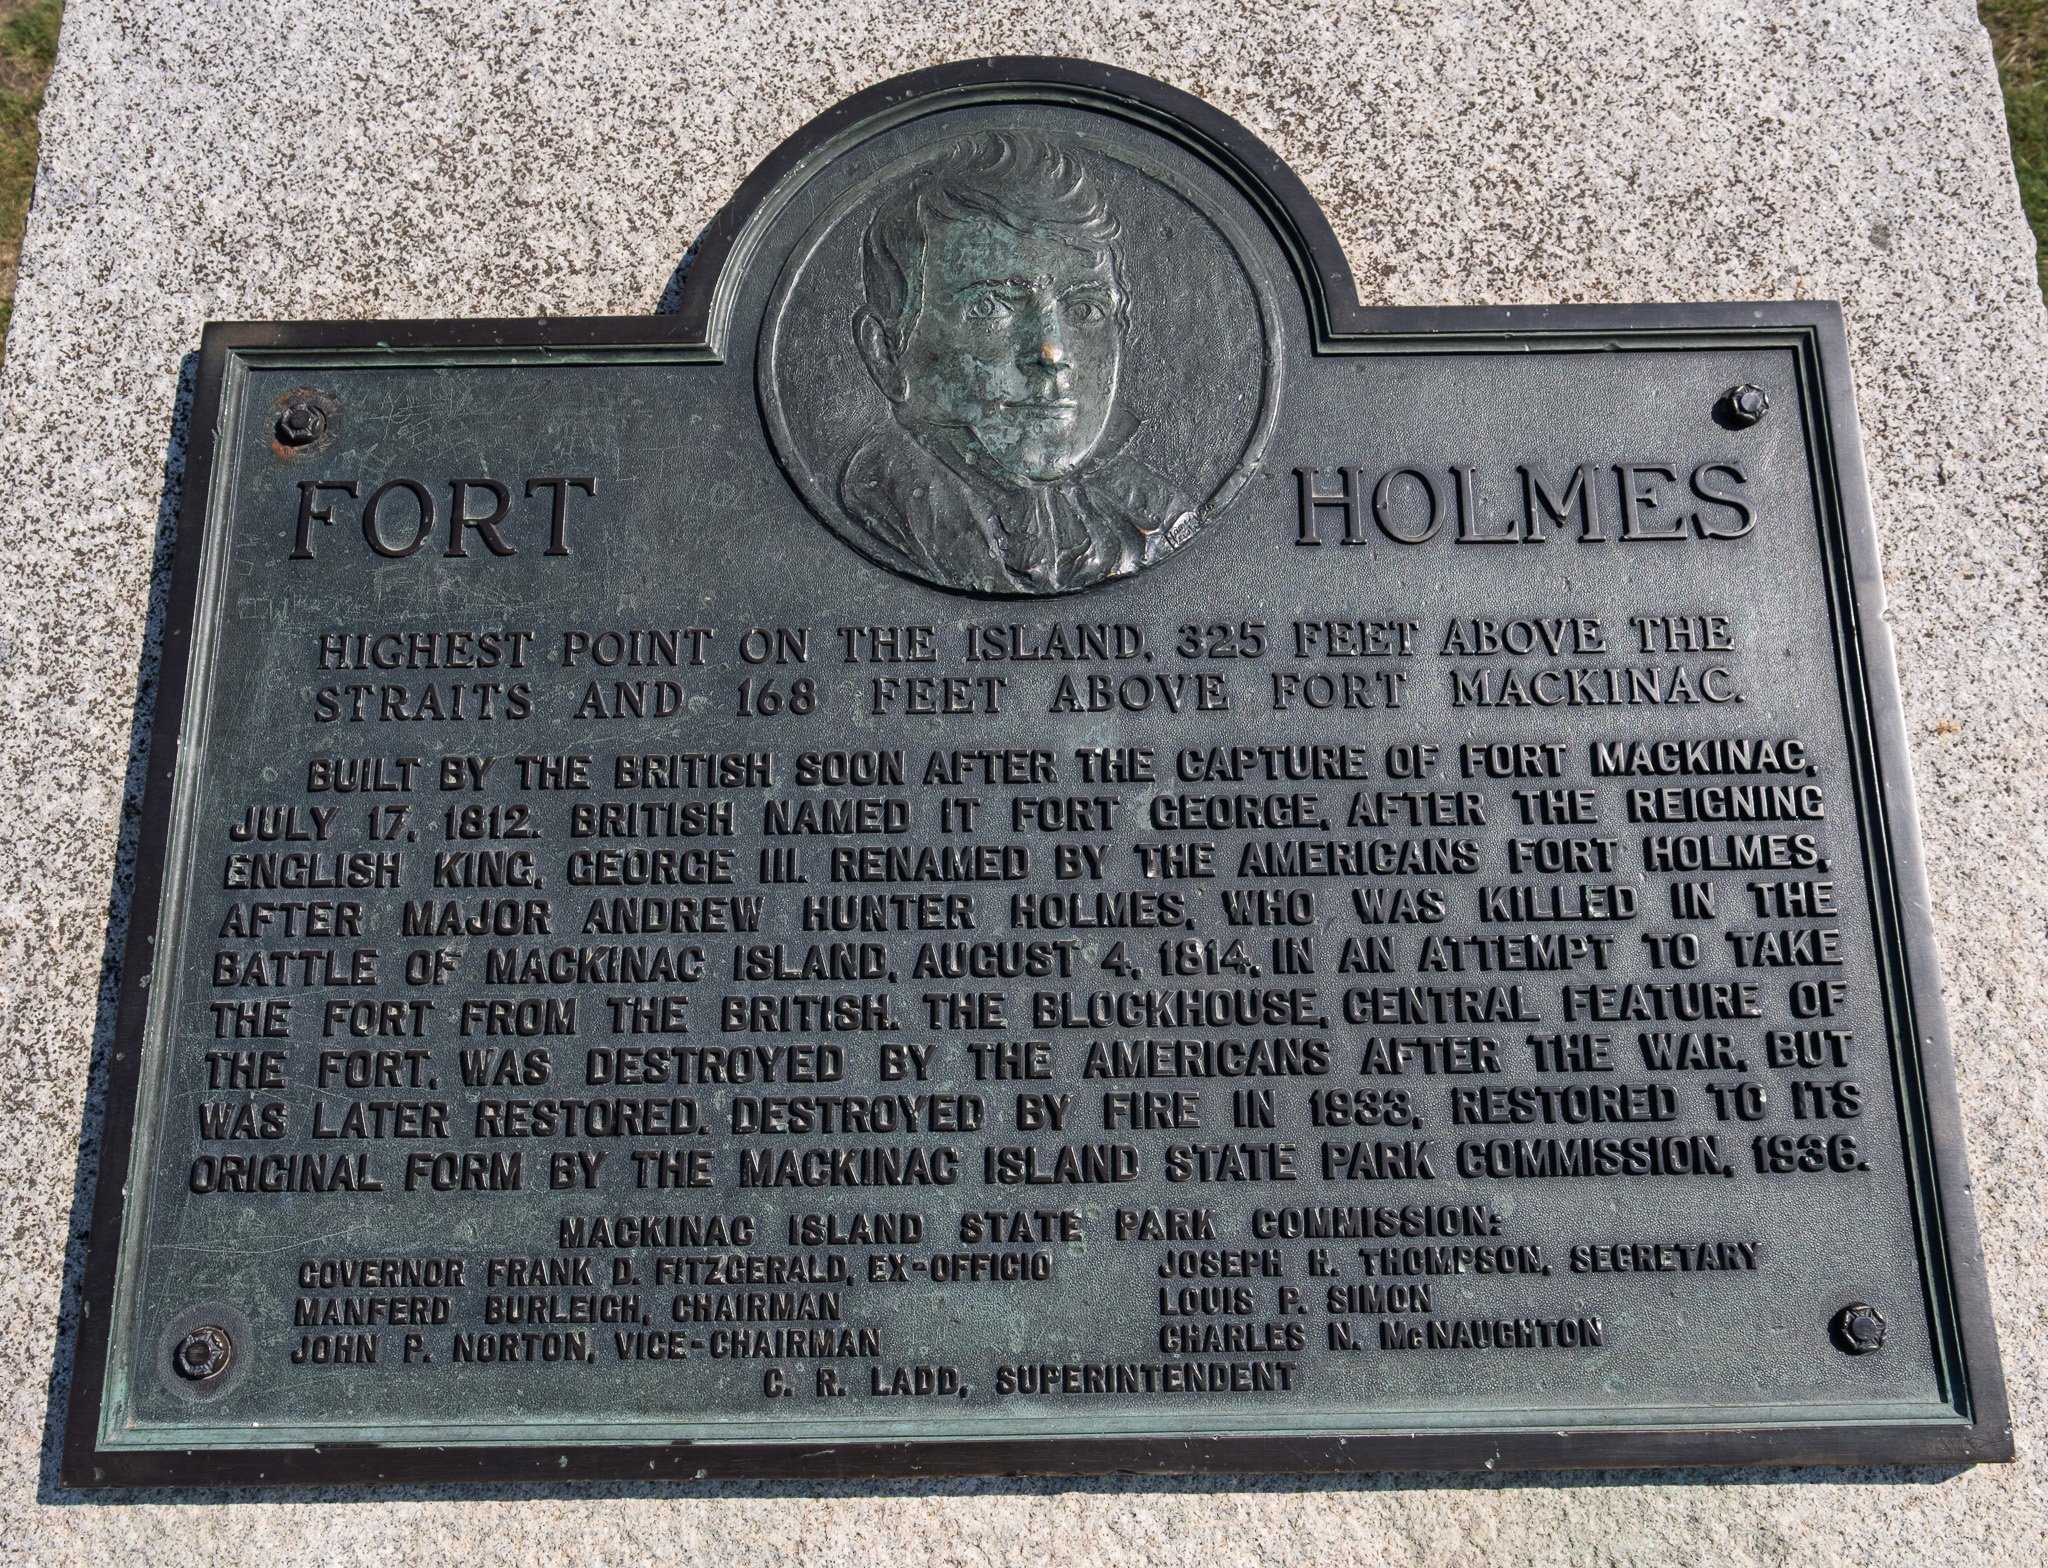 FORT HOLMES
HIGHEST POINT ON THE ISLAND, 325 FEET ABOVE THE
STRAITS AND 168 FEET ABOVE FORT MACKINAC.
BUILT BY THE BRITISH SOON AFTER THE CAPTURE OF FORT MACKINAC,
JULY 17, 1812. BRITISH NAMED IT FORT GEORGE, AFTER THE REIGNING
ENGLISH KING, GEORGE III. RENAMED BY THE AMERICANS FORT HOLMES,
AFTER MAJOR ANDREW HUNTER HOLMES, WHO WAS KILLED IN THE
BATTLE OF MACKINAC ISLAND, AUGUST 4, 1814, IN AN ATTEMPT TO TAKE
THE FORT FROM THE BRITISH. THE BLOCKHOUSE, CENTRAL FEATURE OF
THE FORT, WAS DESTROYED BY THE AMERICANS AFTER THE WAR, BUT
WAS LATER RESTORED. DESTROYED BY FIRE IN 1933, RESTORED TO ITS
ORIGINAL FORM BY THE MACKINAC ISLAND STATE PARK COMMISSION, 1936.
MACKINAC ISLAND STATE PARK COMMISSION:
GOVERNOR FRANK D. FITZGERALD, EX-OFFICIO
MANFERD BURLEIGH, CHAIRMAN
JOHN P. NORTON, VICE-CHAIRMAN
JOSEPH H. THOMPSON, SECRETARY
LOUIS P. SIMON
CHARLES N. McNAUGHTON
C. R. LADD, SUPERINTENDENT